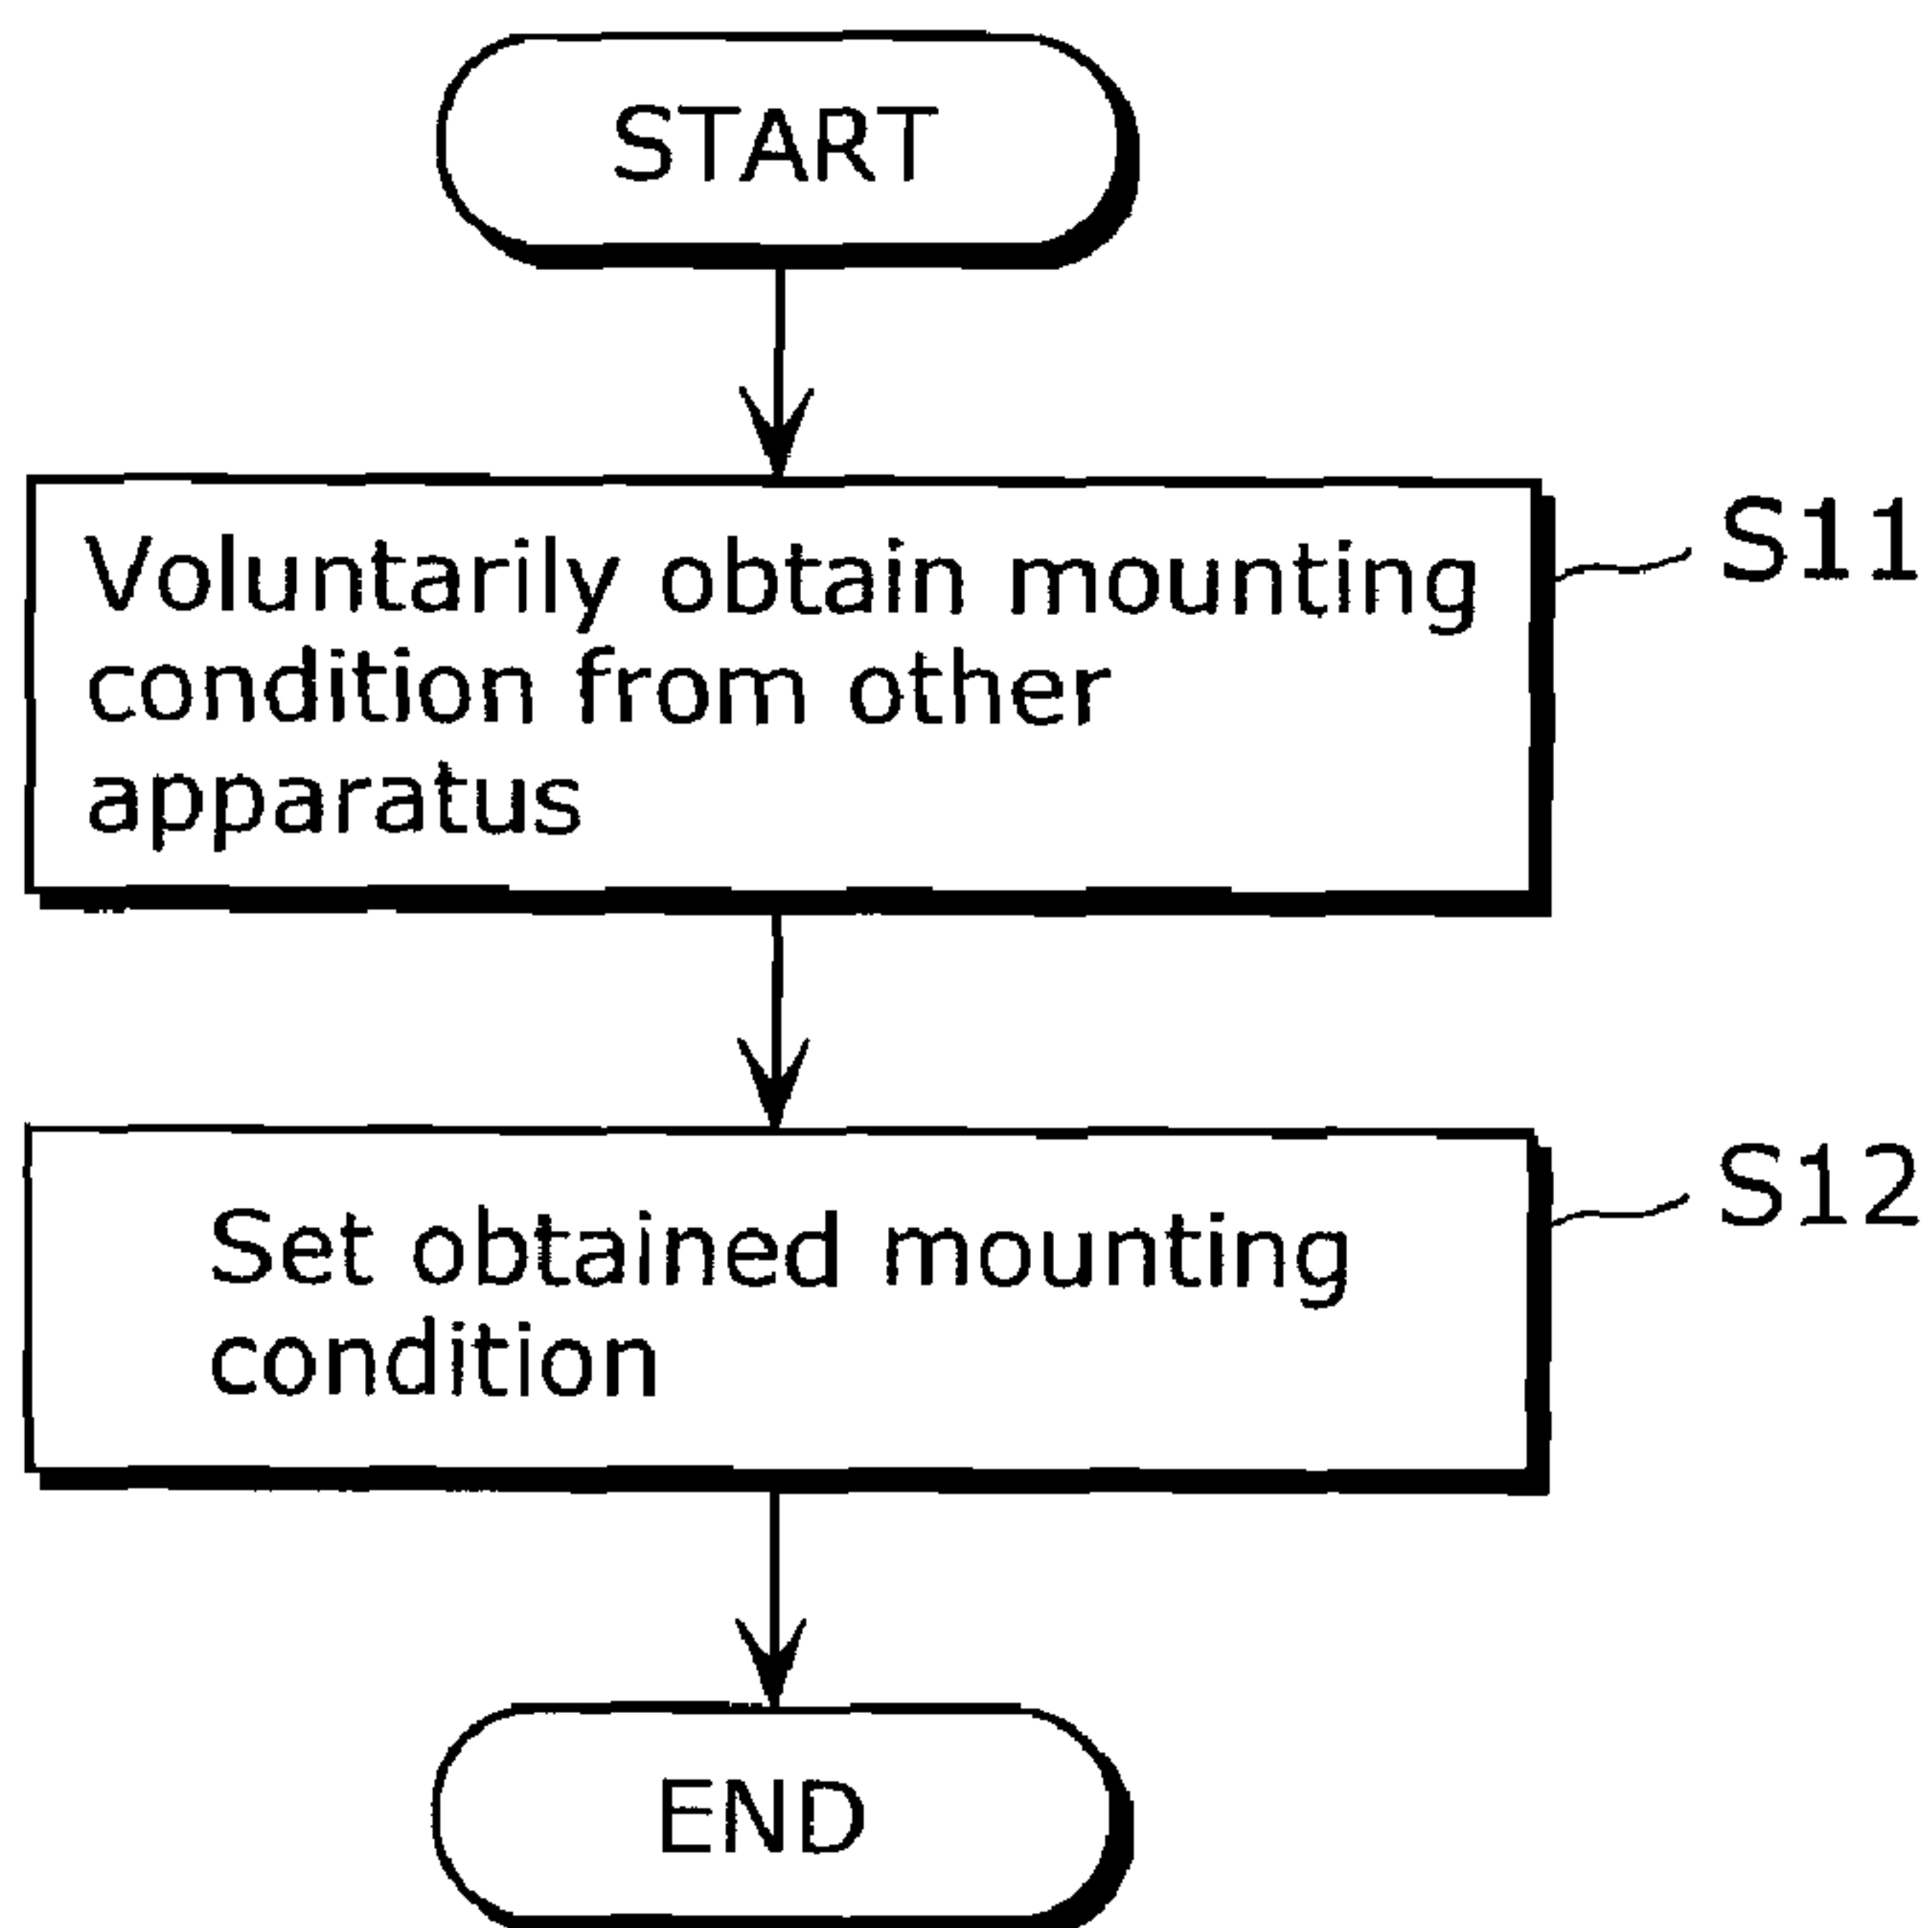 START
Voluntarily obtain mounting
condition from other
apparatus
S11
Set obtained mounting
condition
S12
END